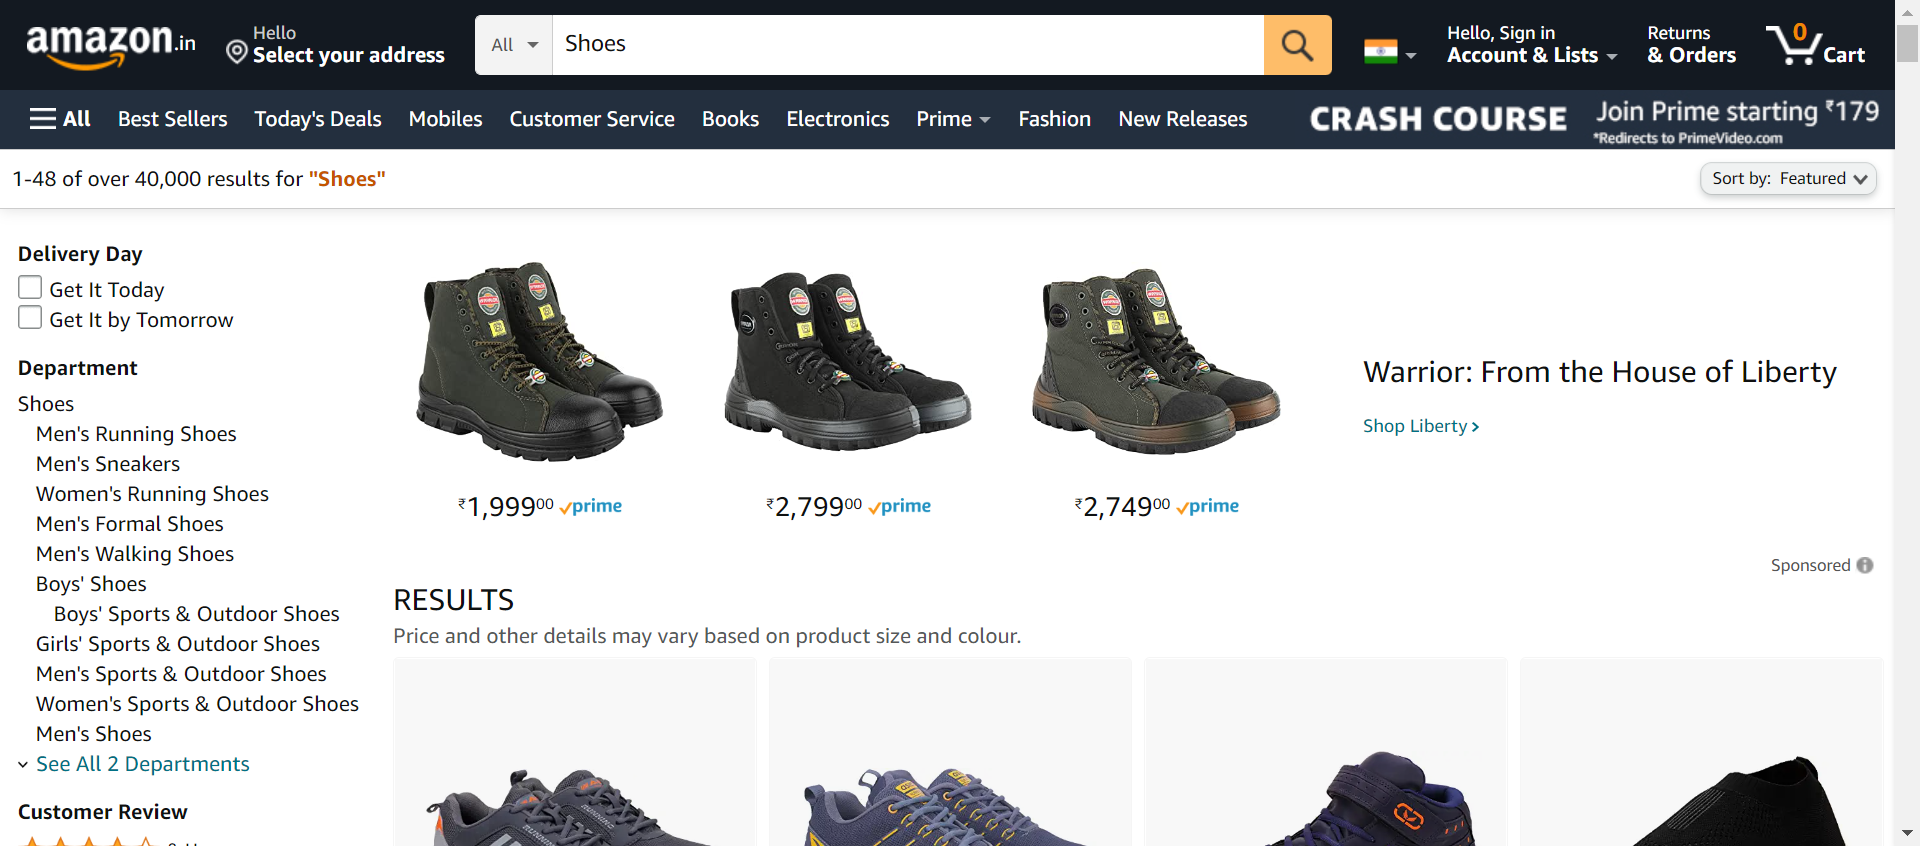 amazon.in
Hello
Select your address
All
Shoes
Hello, Sign in
Account & Lists
Returns
& Orders
0
Cart
All
Best Sellers
Today's Deals
Mobiles
Customer Service
Books
Electronics
Prime
Fashion
New Releases
CRASH COURSE
Join Prime starting ₹179
*Redirects to PrimeVideo.com
1-48 of over 40,000 results for "Shoes"
Sort by: Featured
Delivery Day
Get It Today
Get It by Tomorrow
Department
Shoes
Men's Running Shoes
Men's Sneakers
Women's Running Shoes
Men's Formal Shoes
Men's Walking Shoes
Boys' Shoes
Boys' Sports & Outdoor Shoes
Girls' Sports & Outdoor Shoes
Men's Sports & Outdoor Shoes
Women's Sports & Outdoor Shoes
Men's Shoes
See All 2 Departments
Customer Review
Warrior: From the House of Liberty
Shop Liberty
₹1,99900 prime
₹2,79900 prime
₹2,74900 prime
Sponsored
RESULTS
Price and other details may vary based on product size and colour.